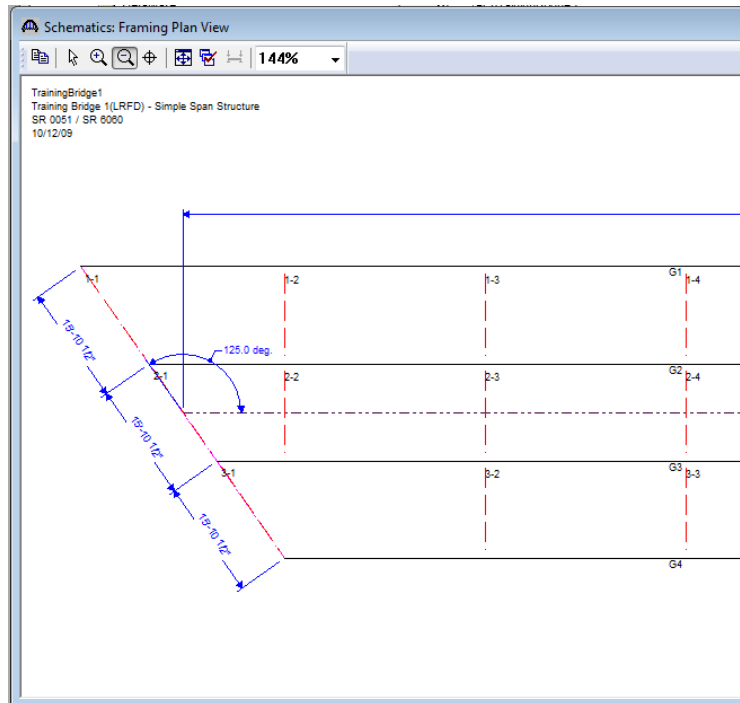 Schematics: Framing Plan View
144%
TrainingBridge1
Training Bridge 1(LRFD) - Simple Span Structure
SR 0051 / SR 6060
10/12/09
G1
1-1
1-2
1-3
1-4
15'-10 1/2"
125.0 deg.
G2
2-1
2-2
2-3
2-4
15'-10 1/2"
G3
3-1
3-2
3-3
15'-10 1/2"
G4